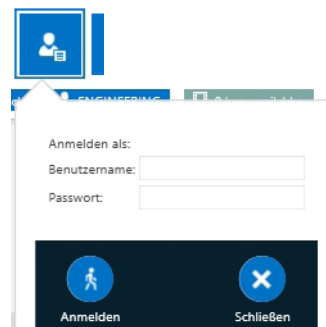 ENGINEERING
Anmelden als:
Benutzername:
Passwort:
Anmelden Schließen